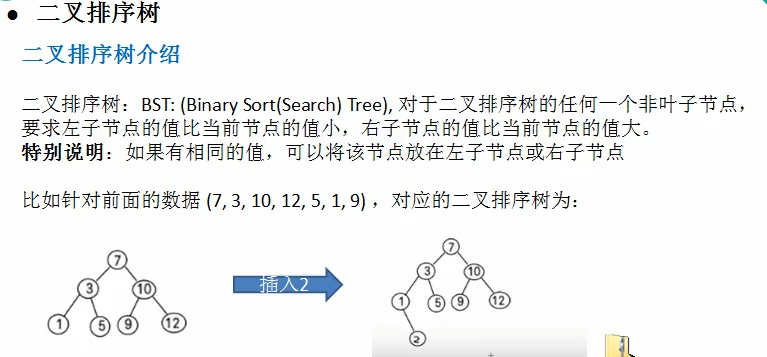 ● 二叉排序树
二叉排序树介绍
二叉排序树：BST: (Binary Sort(Search) Tree), 对于二叉排序树的任何一个非叶子节点，
要求左子节点的值比当前节点的值小，右子节点的值比当前节点的值大。
特别说明：如果有相同的值，可以将该节点放在左子节点或右子节点
比如针对前面的数据 (7, 3, 10, 12, 5, 1, 9) ，对应的二叉排序树为：
7
3 10
1 5 9 12
插入2
7
3 10
1 5 9 12
2